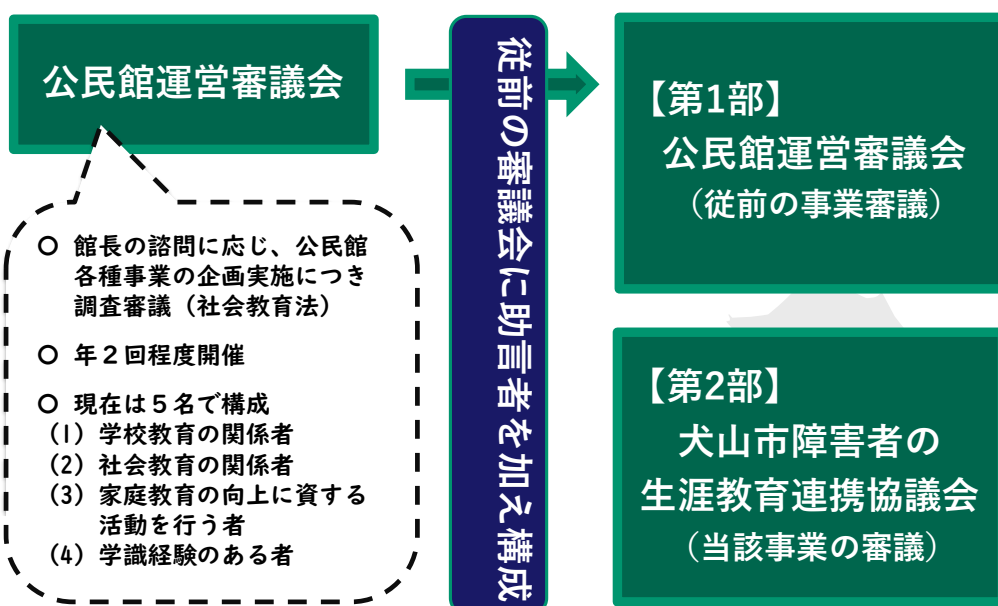 公民館運営審議会
〇 館長の諮問に応じ、公民館
各種事業の企画実施につき
調査審議（社会教育法）
〇 年２回程度開催
〇 現在は５名で構成
(1) 学校教育の関係者
(2) 社会教育の関係者
(3) 家庭教育の向上に資する
活動を行う者
(4) 学識経験のある者
従前の審議会に助言者を加え構成
【第1部】
公民館運営審議会
（従前の事業審議）
【第2部】
犬山市障害者の
生涯教育連携協議会
（当該事業の審議）